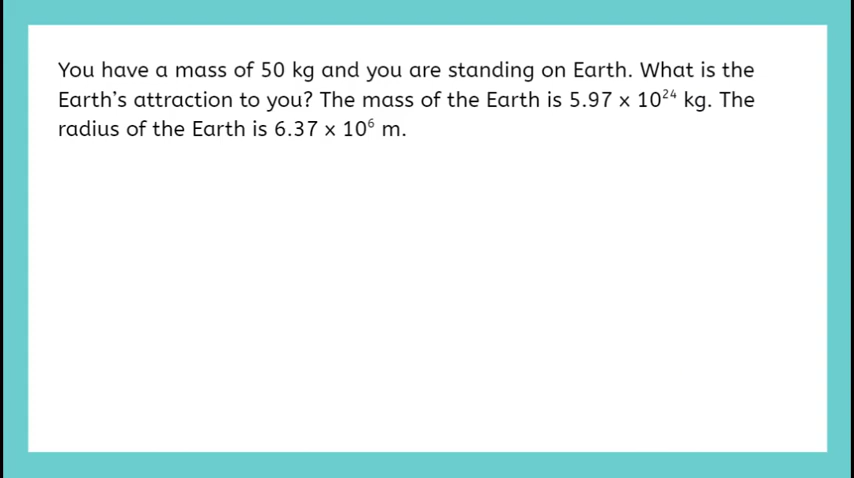 You have a mass of 50 kg and you are standing on Earth. What is the
Earth’s attraction to you? The mass of the Earth is 5.97 x 10²⁴ kg. The
radius of the Earth is 6.37 x 10⁶ m.